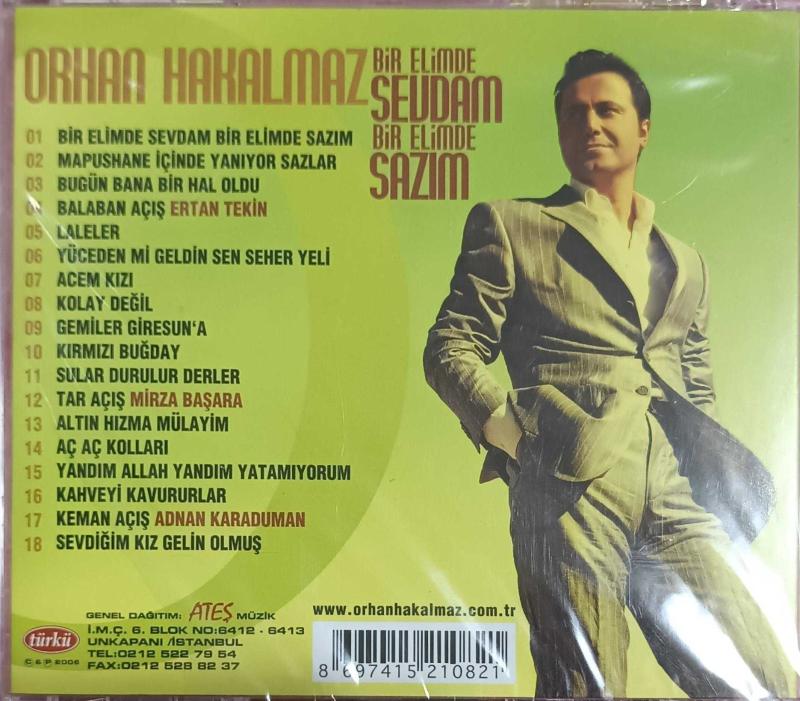 ORHAN HAKALMAZ
BİR ELİMDE
SEVDAM
BİR ELİMDE
SAZIM
01 BİR ELİMDE SEVDAM BİR ELİMDE SAZIM
02 MAPUSHANE İÇİNDE YANIYOR SAZLAR
03 BUGÜN BANA BİR HAL OLDU
04 BALABAN AÇIŞ ERTAN TEKİN
05 LALELER
06 YÜCEDEN Mİ GELDİN SEN SEHER YELİ
07 ACEM KIZI
08 KOLAY DEĞİL
09 GEMİLER GİRESUN'A
10 KIRMIZI BUĞDAY
11 SULAR DURULUR DERLER
12 TAR AÇIŞ MİRZA BAŞARA
13 ALTIN HIZMA MÜLAYİM
14 AÇ AÇ KOLLARI
15 YANDIM ALLAH YANDIM YATAMIYORUM
16 KAHVEYİ KAVURURLAR
17 KEMAN AÇIŞ ADNAN KARADUMAN
18 SEVDİĞİM KIZ GELİN OLMUŞ
türkü
C & P 2006
GENEL DAĞITIM: ATEŞ MÜZİK
İ.M.Ç. 6. BLOK NO:6412 - 6413
UNKAPANI /İSTANBUL
TEL:0212 522 79 54
FAX:0212 528 82 37
www.orhanhakalmaz.com.tr
8 697415 210821